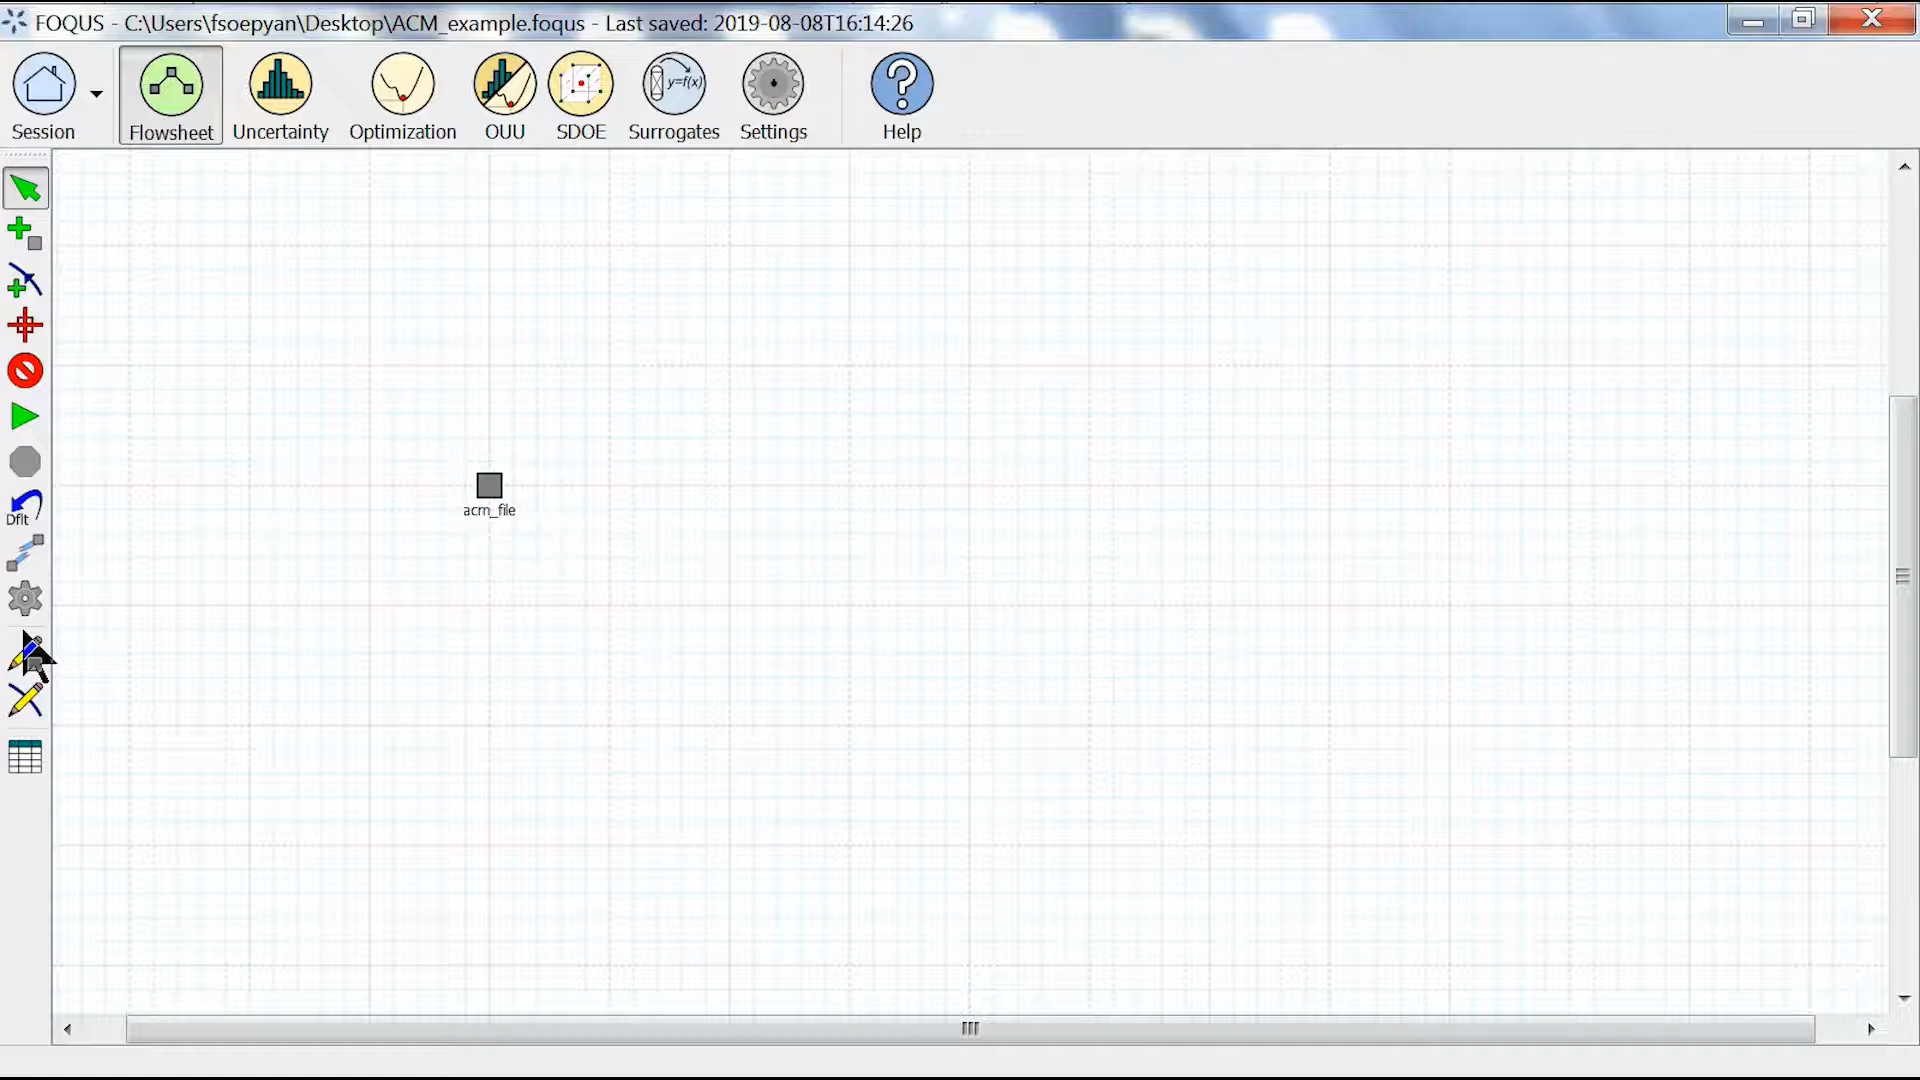 FOQUS - C:\Users\fsoepyan\Desktop\ACM_example.foqus - Last saved: 2019-08-08T16:14:26
Session
Flowsheet
Uncertainty
Optimization
OUU
SDOE
y=f(x)
Surrogates
Settings
Help
Dflt
acm_file